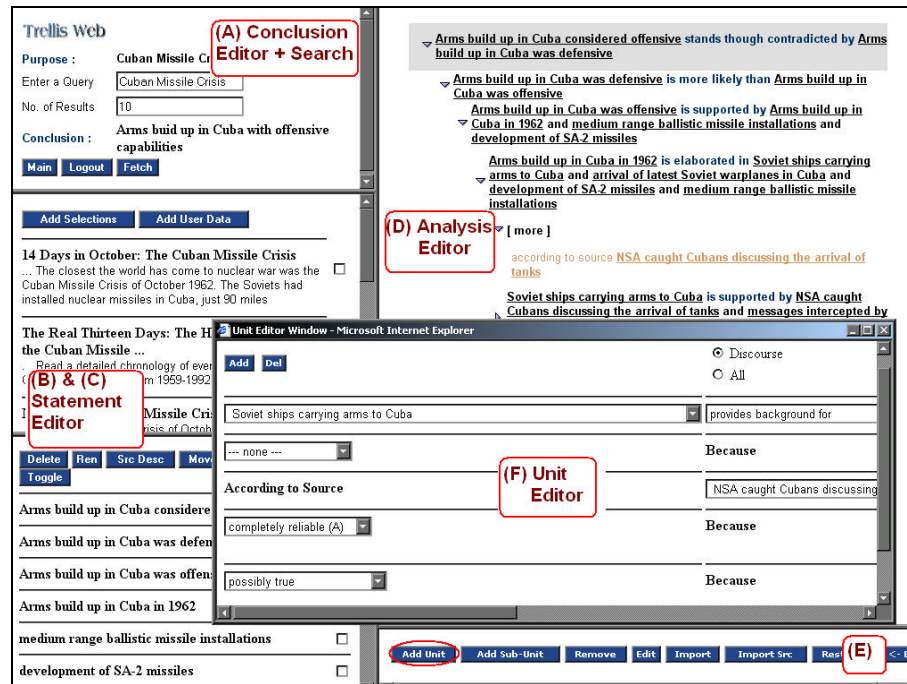 Trellis Web
(A) Conclusion
Editor + Search
Purpose : Cuban Missile Cr
Enter a Query Cuban Missile Crisis
No. of Results 10
Conclusion : Arms buid up in Cuba with offensive
capabilities
Main Logout Fetch
Add Selections Add User Data
14 Days in October: The Cuban Missile Crisis
... The closest the world has come to nuclear war was the
Cuban Missile Crisis of October 1962. The Soviets had
installed nuclear missiles in Cuba, just 90 miles
The Real Thirteen Days: The H
the Cuban Missile ...
. Read a detailed chronology of ever
m 1959-1992
(B) & (C)
Statement
Editor
Missile Cri
risis of Octob
Delete Ren Src Desc Mov
Toggle
Arms build up in Cuba considere
Arms build up in Cuba was defen
Arms build up in Cuba was offens
Arms build up in Cuba in 1962
medium range ballistic missile installations
development of SA-2 missiles
Arms build up in Cuba considered offensive stands though contradicted by Arms
build up in Cuba was defensive
Arms build up in Cuba was defensive is more likely than Arms build up in
Cuba was offensive
Arms build up in Cuba was offensive is supported by Arms build up in
Cuba in 1962 and medium range ballistic missile installations and
development of SA-2 missiles
Arms build up in Cuba in 1962 is elaborated in Soviet ships carrying
arms to Cuba and arrival of latest Soviet warplanes in Cuba and
development of SA-2 missiles and medium range ballistic missile
installations
(D) Analysis
Editor
[ more ]
according to source NSA caught Cubans discussing the arrival of
tanks
Soviet ships carrying arms to Cuba is supported by NSA caught
Cubans discussing the arrival of tanks and messages intercepted by
Unit Editor Window - Microsoft Internet Explorer
Add Del
Discourse
All
Soviet ships carrying arms to Cuba provides background for
--- none --- Because
(F) Unit
Editor
According to Source NSA caught Cubans discussing
completely reliable (A) Because
possibly true Because
Add Unit Add Sub-Unit Remove Edit Import Import Src Rest (E) <- E